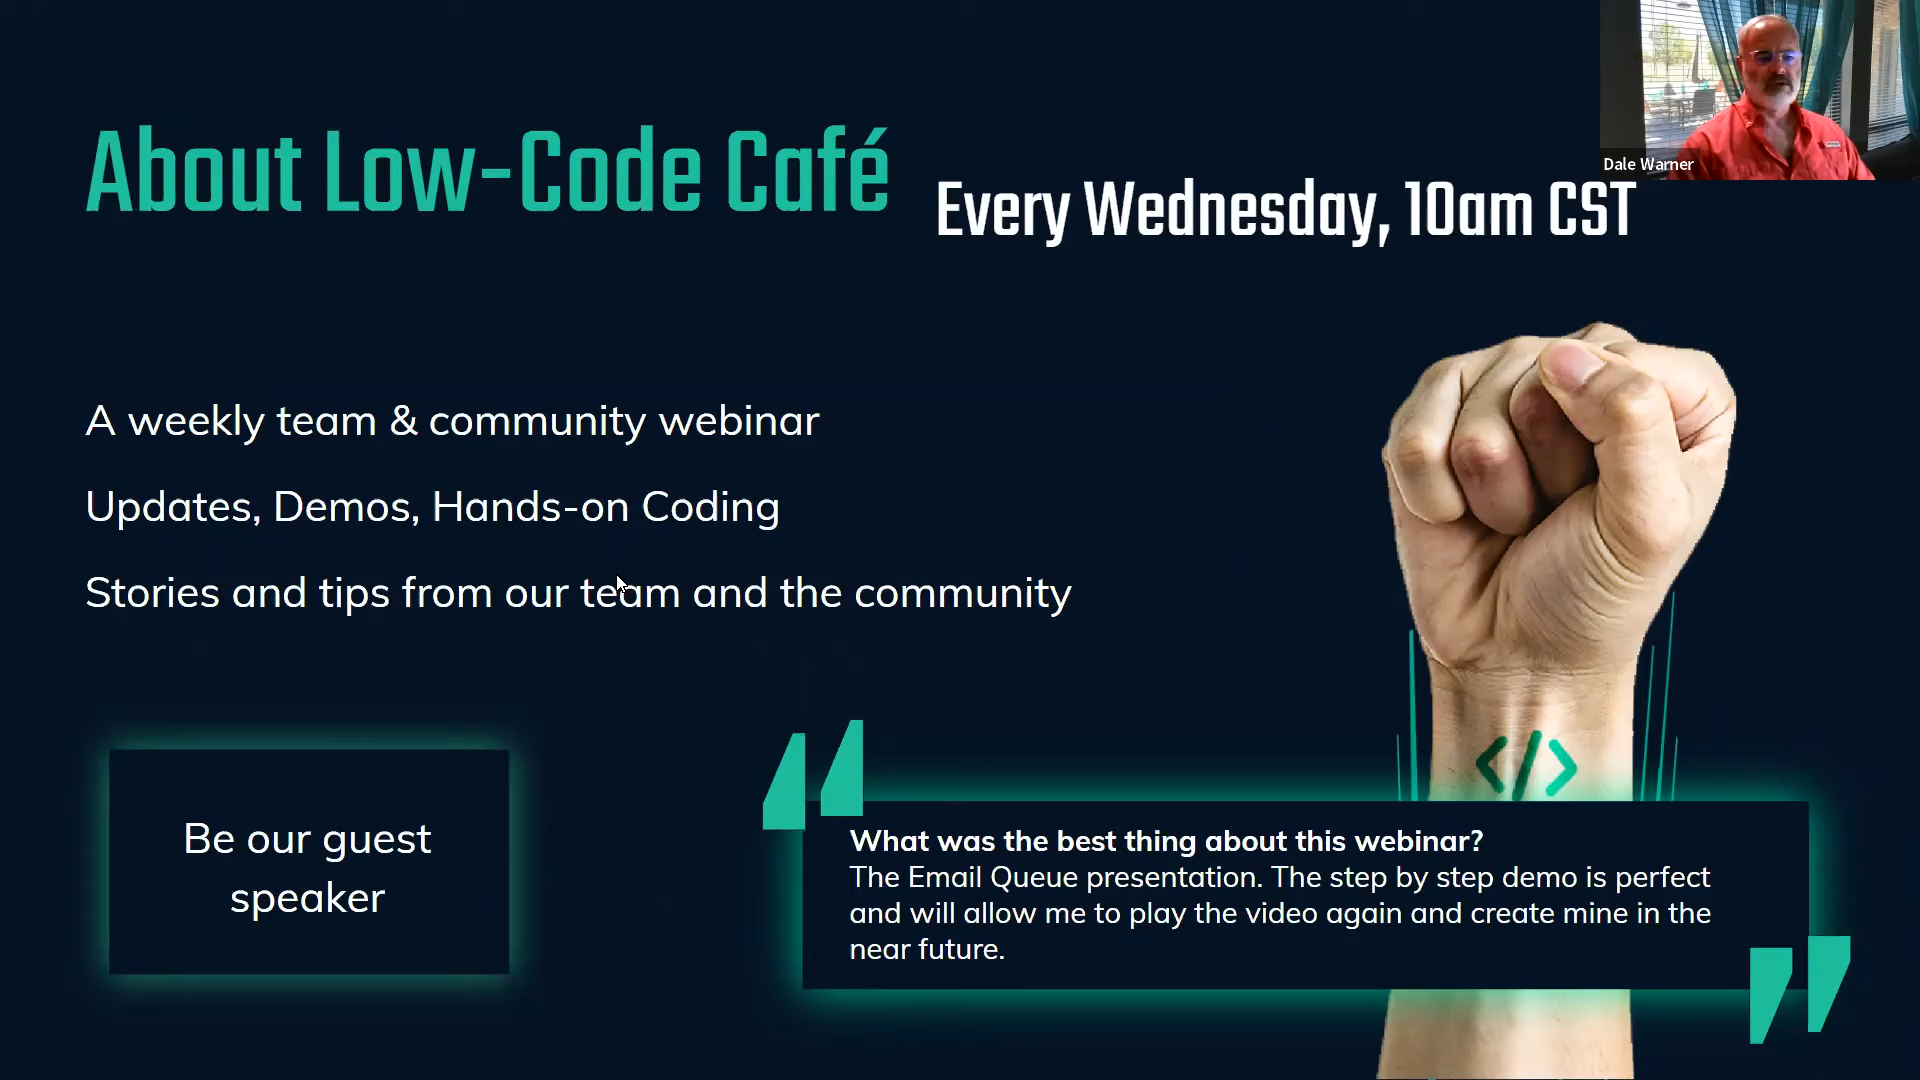 Dale Warner
About Low-Code Café
Every Wednesday, 10am CST
A weekly team & community webinar
Updates, Demos, Hands-on Coding
Stories and tips from our team and the community
Be our guest
speaker
What was the best thing about this webinar?
The Email Queue presentation. The step by step demo is perfect
and will allow me to play the video again and create mine in the
near future.